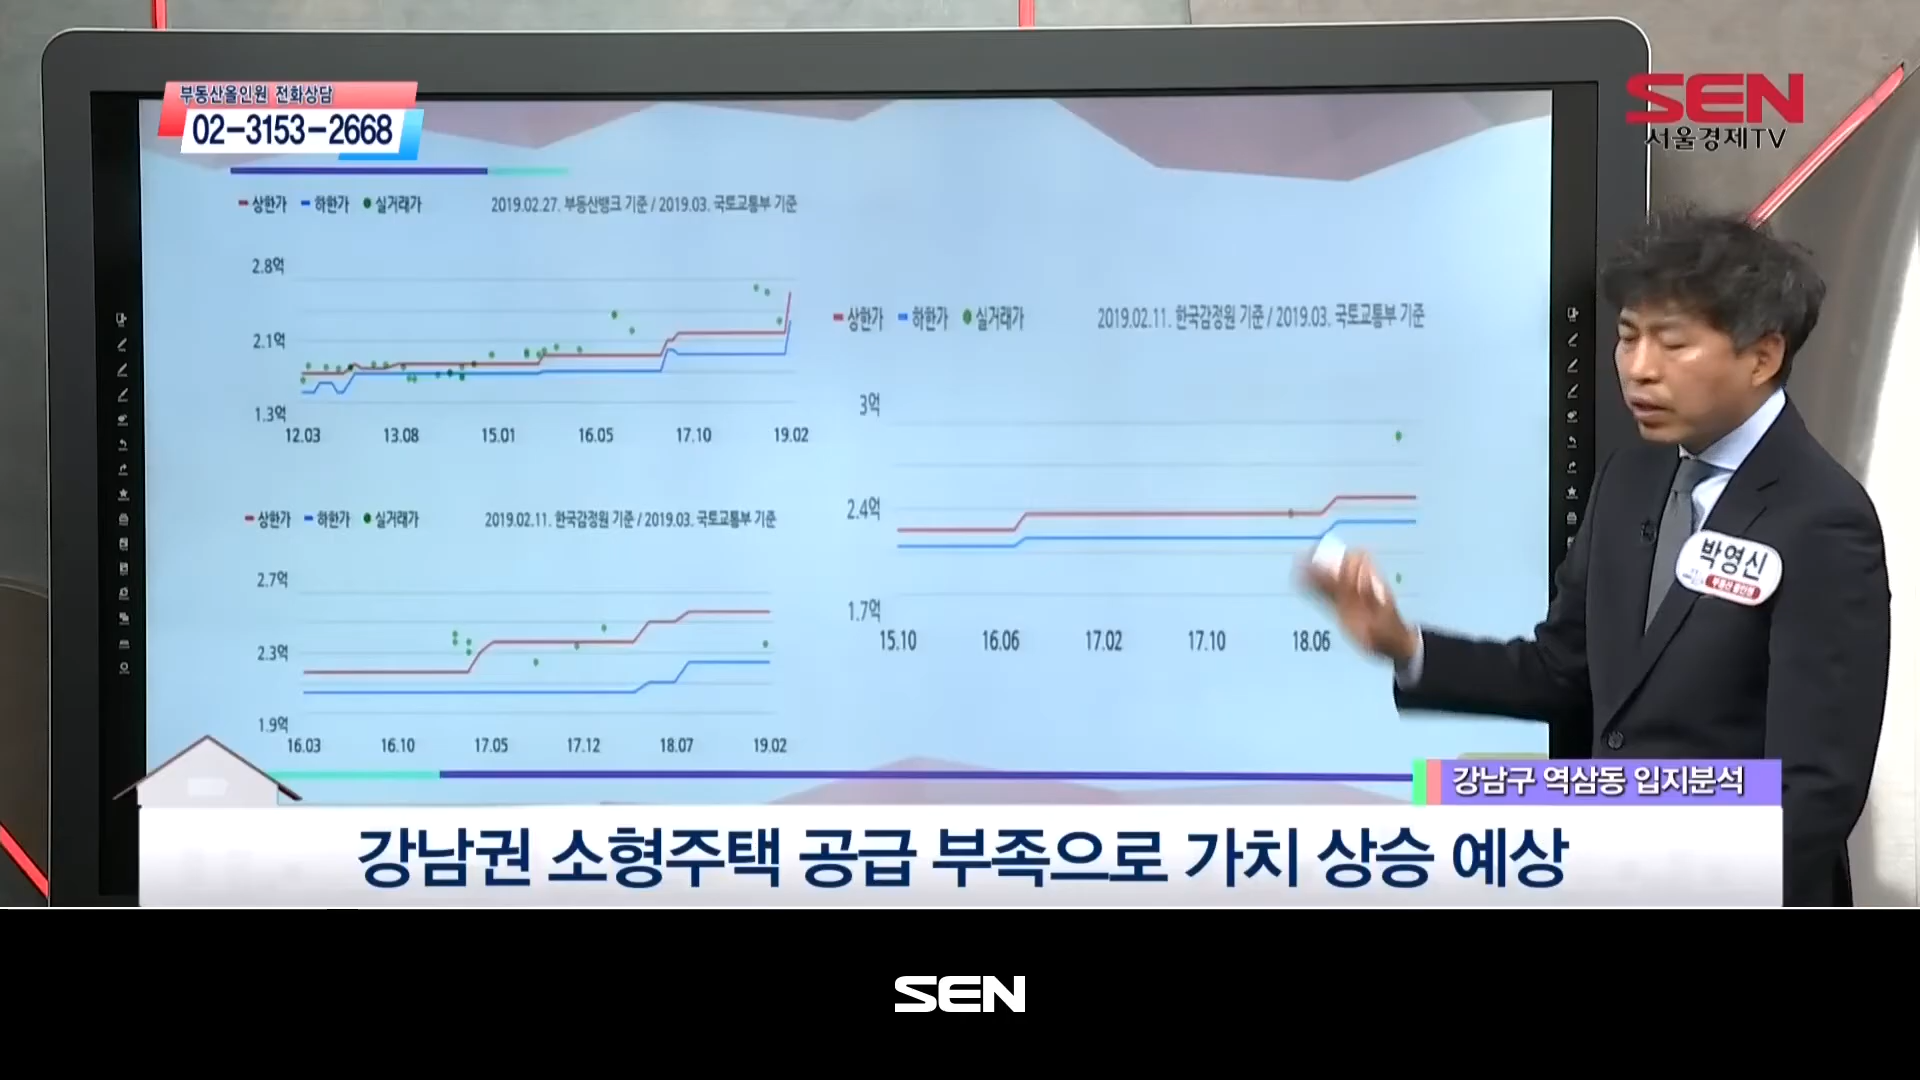 부동산올인원 전화상담
02-3153-2668
SEN
서울경제TV
상한가 하한가 실거래가 2019.02.27. 부동산뱅크 기준 / 2019.03. 국토교통부 기준
2.8억
2.1억
1.3억
12.03 13.08 15.01 16.05 17.10 19.02
상한가 하한가 실거래가 2019.02.11. 한국감정원 기준 / 2019.03. 국토교통부 기준
3억
2.4억
1.7억
15.10 16.06 17.02 17.10 18.06
상한가 하한가 실거래가 2019.02.11. 한국감정원 기준 / 2019.03. 국토교통부 기준
2.7억
2.3억
1.9억
16.03 16.10 17.05 17.12 18.07 19.02
박영신
부동산 올인원
강남구 역삼동 입지분석
강남권 소형주택 공급 부족으로 가치 상승 예상
SEN